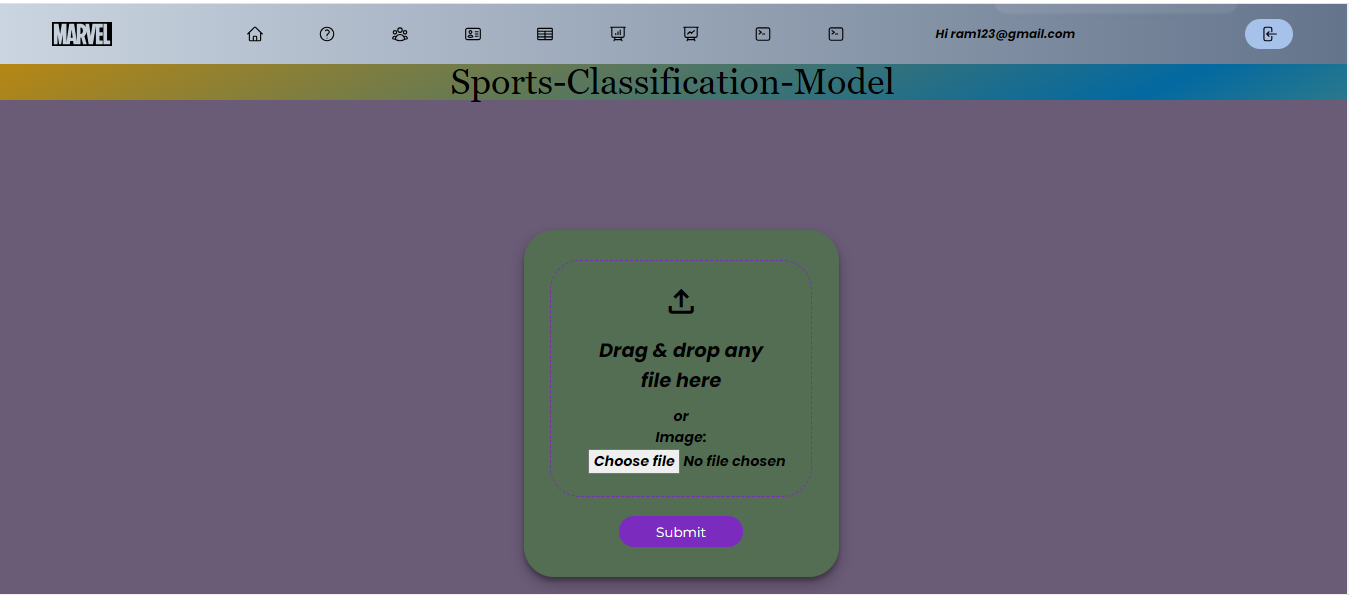 MARVEL
Hi ram123@gmail.com
Sports-Classification-Model
Drag & drop any
file here
or
Image:
Choose file No file chosen
Submit